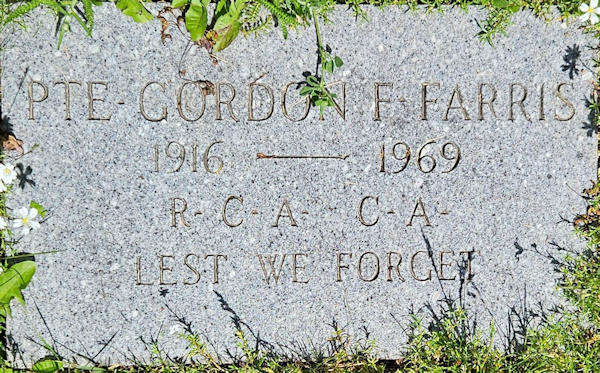 PTE- GORDON F- FARRIS
1916 — 1969
R- C- A- C- A-
LEST WE FORGET